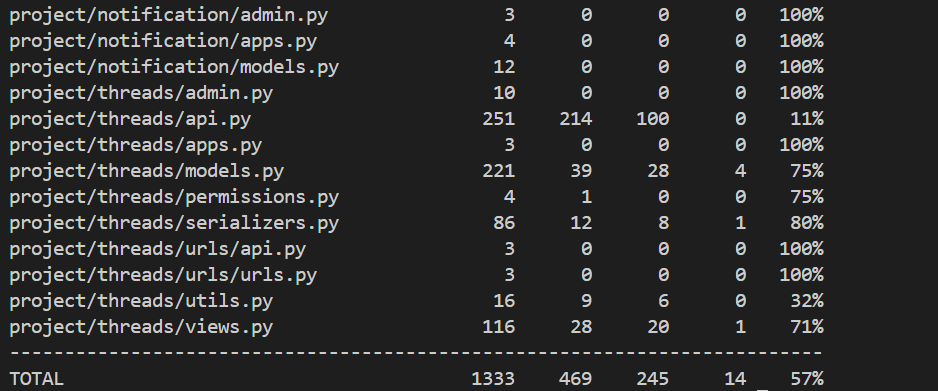 project/notification/admin.py 3 0 0 0 100%
project/notification/apps.py 4 0 0 0 100%
project/notification/models.py 12 0 0 0 100%
project/threads/admin.py 10 0 0 0 100%
project/threads/api.py 251 214 100 0 11%
project/threads/apps.py 3 0 0 0 100%
project/threads/models.py 221 39 28 4 75%
project/threads/permissions.py 4 1 0 0 75%
project/threads/serializers.py 86 12 8 1 80%
project/threads/urls/api.py 3 0 0 0 100%
project/threads/urls/urls.py 3 0 0 0 100%
project/threads/utils.py 16 9 6 0 32%
project/threads/views.py 116 28 20 1 71%
--------------------------------------------------------------------------
TOTAL 1333 469 245 14 57%